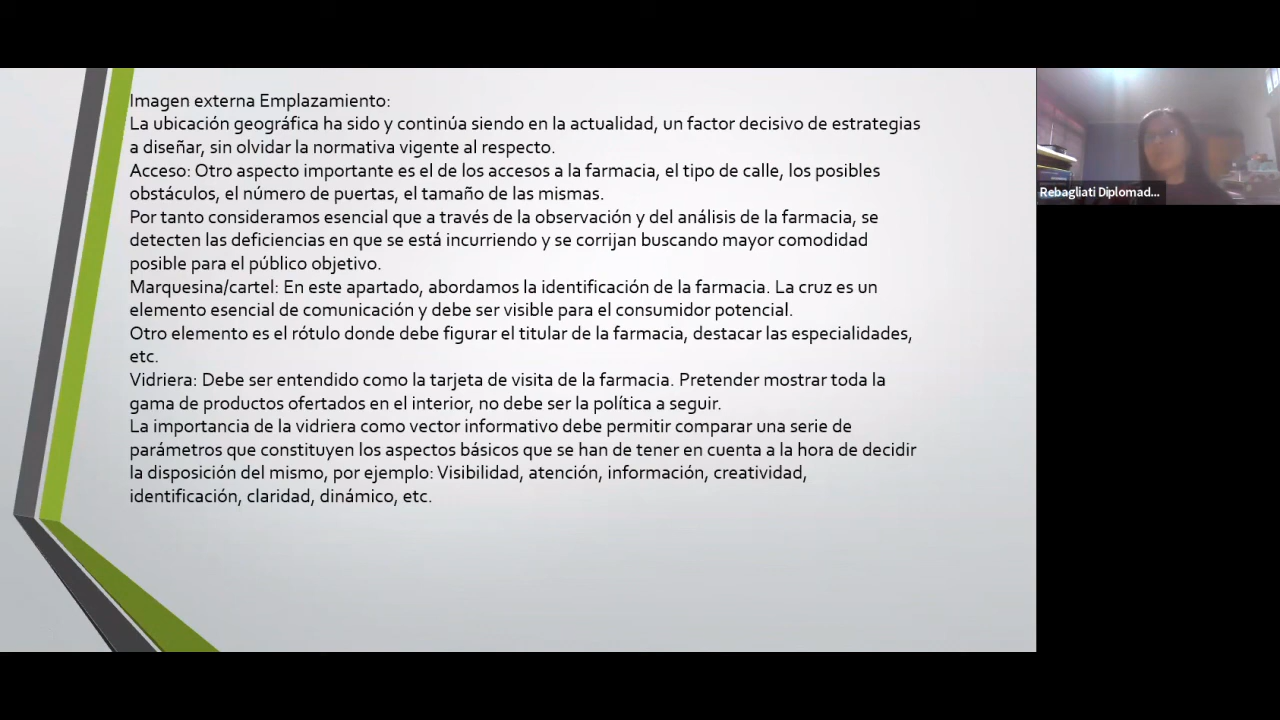 Imagen externa Emplazamiento:
La ubicación geográfica ha sido y continúa siendo en la actualidad, un factor decisivo de estrategias
a diseñar, sin olvidar la normativa vigente al respecto.
Acceso: Otro aspecto importante es el de los accesos a la farmacia, el tipo de calle, los posibles
obstáculos, el número de puertas, el tamaño de las mismas.
Por tanto consideramos esencial que a través de la observación y del análisis de la farmacia, se
detecten las deficiencias en que se está incurriendo y se corrijan buscando mayor comodidad
posible para el público objetivo.
Marquesina/cartel: En este apartado, abordamos la identificación de la farmacia. La cruz es un
elemento esencial de comunicación y debe ser visible para el consumidor potencial.
Otro elemento es el rótulo donde debe figurar el titular de la farmacia, destacar las especialidades,
etc.
Vidriera: Debe ser entendido como la tarjeta de visita de la farmacia. Pretender mostrar toda la
gama de productos ofertados en el interior, no debe ser la política a seguir.
La importancia de la vidriera como vector informativo debe permitir comparar una serie de
parámetros que constituyen los aspectos básicos que se han de tener en cuenta a la hora de decidir
la disposición del mismo, por ejemplo: Visibilidad, atención, información, creatividad,
identificación, claridad, dinámico, etc.
Rebagliati Diplomad...